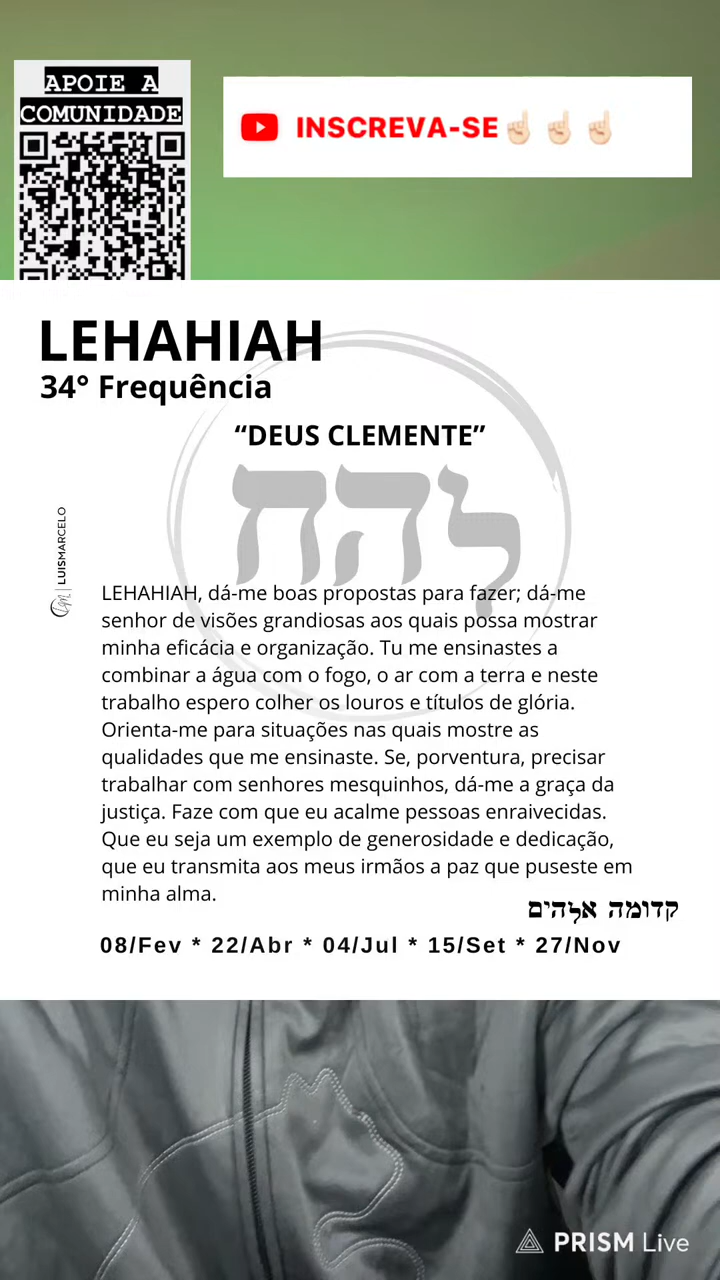 APOIE A
COMUNIDADE
INSCREVA-SE☝🏻☝🏻☝🏻
LEHAHIAH
34° Frequência
“DEUS CLEMENTE”
להח
LUISMARCELO
LEHAHIAH, dá-me boas propostas para fazer; dá-me
senhor de visões grandiosas aos quais possa mostrar
minha eficácia e organização. Tu me ensinastes a
combinar a água com o fogo, o ar com a terra e neste
trabalho espero colher os louros e títulos de glória.
Orienta-me para situações nas quais mostre as
qualidades que me ensinaste. Se, porventura, precisar
trabalhar com senhores mesquinhos, dá-me a graça da
justiça. Faze com que eu acalme pessoas enraivecidas.
Que eu seja um exemplo de generosidade e dedicação,
que eu transmita aos meus irmãos a paz que puseste em
minha alma.
קדומה אלהים
08/Fev * 22/Abr * 04/Jul * 15/Set * 27/Nov
PRISM Live